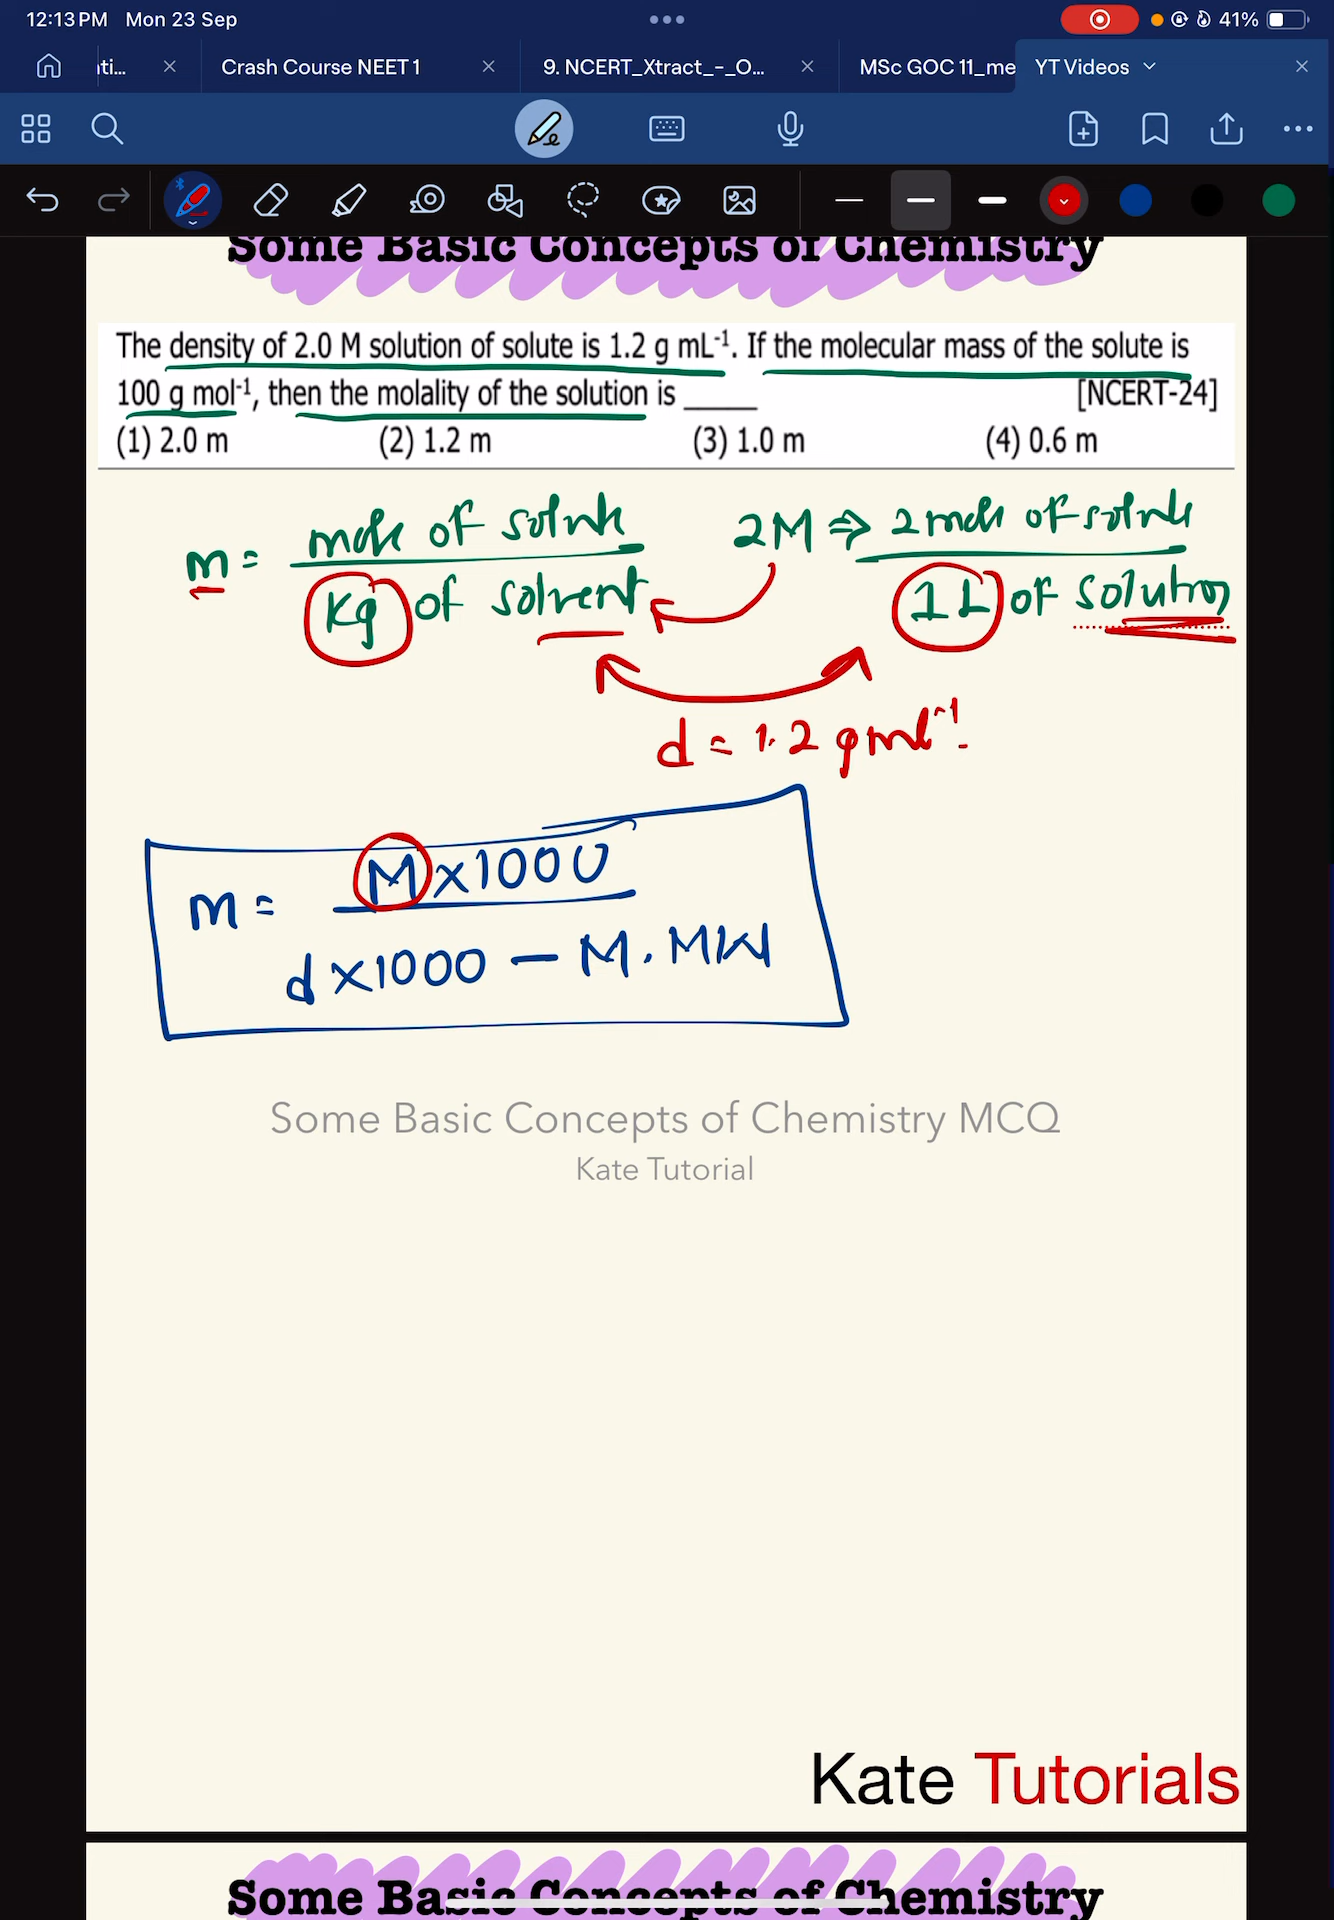 12:13 PM Mon 23 Sep
41%
ati...
Crash Course NEET 1
9. NCERT_Xtract_-_O...
MSc GOC 11_me
YT Videos
Some Basic Concepts of Chemistry
The density of 2.0 M solution of solute is 1.2 g mL⁻¹. If the molecular mass of the solute is
100 g mol⁻¹, then the molality of the solution is _____ [NCERT-24]
(1) 2.0 m (2) 1.2 m (3) 1.0 m (4) 0.6 m
m = mole of solute 2M ⇒ 2 mole of solute
Kg of solvent 1 L of solution
d = 1.2 g ml⁻¹.
m = M×1000
d×1000 – M.MW
Some Basic Concepts of Chemistry MCQ
Kate Tutorial
Kate Tutorials
Some Basic Concepts of Chemistry